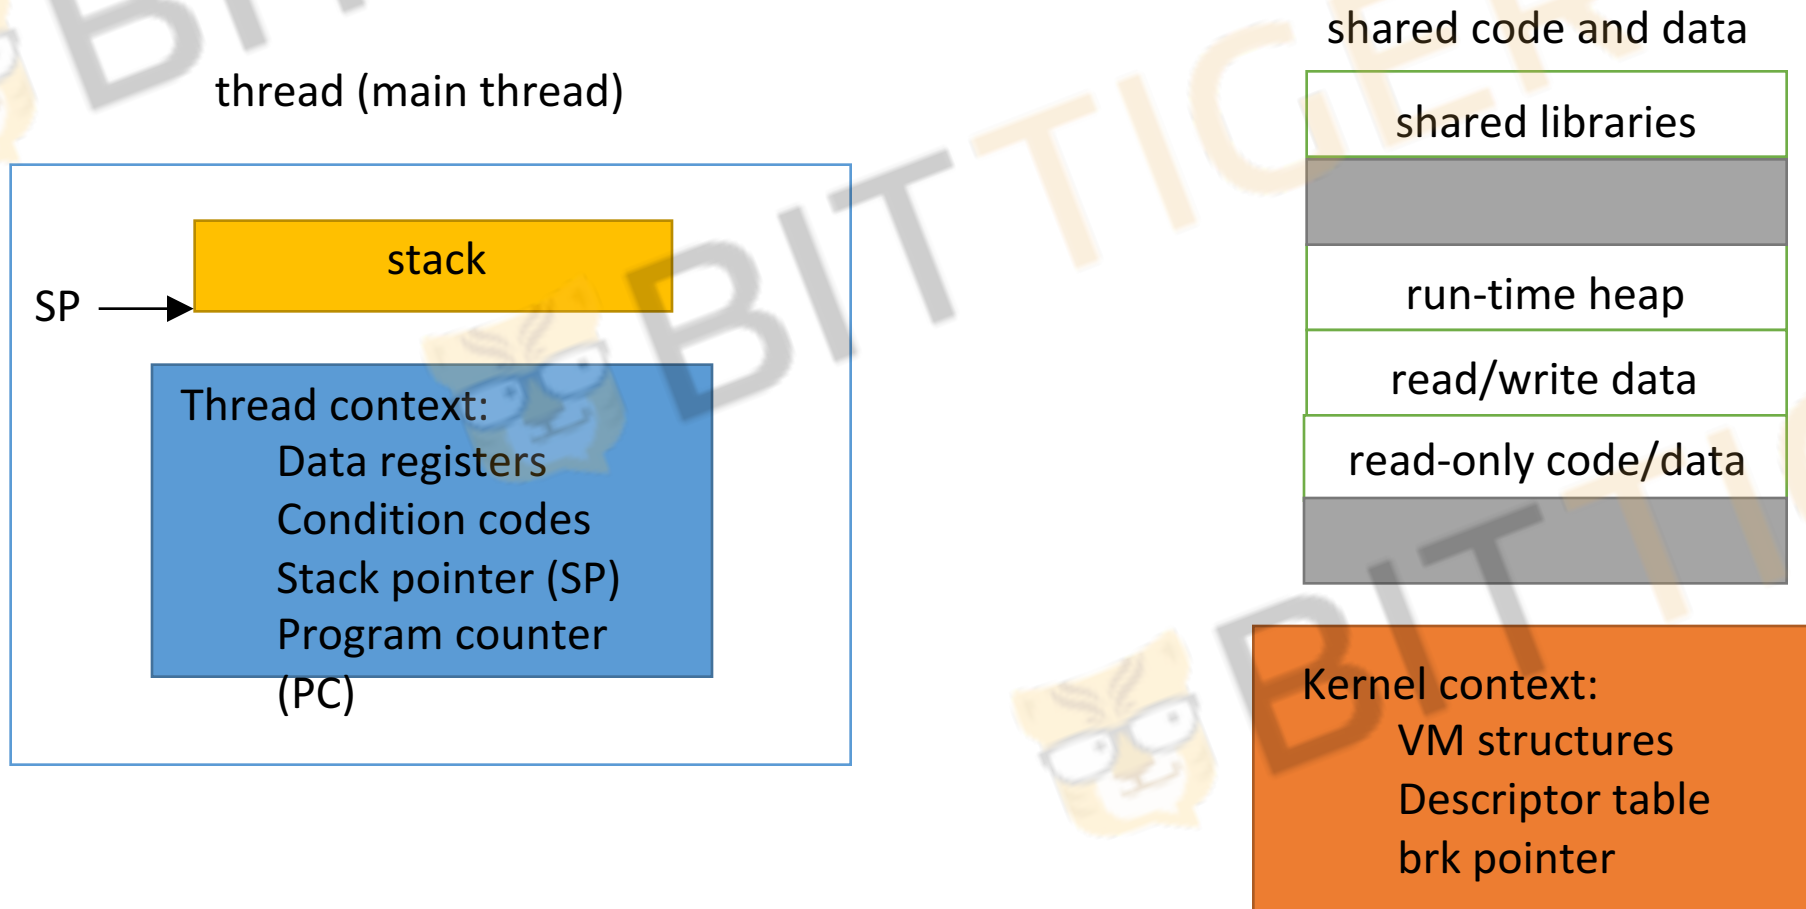 thread (main thread)
stack
SP
Thread context:
Data registers
Condition codes
Stack pointer (SP)
Program counter
(PC)
shared code and data
shared libraries
run-time heap
read/write data
read-only code/data
Kernel context:
VM structures
Descriptor table
brk pointer
BITTIGER
BITTI